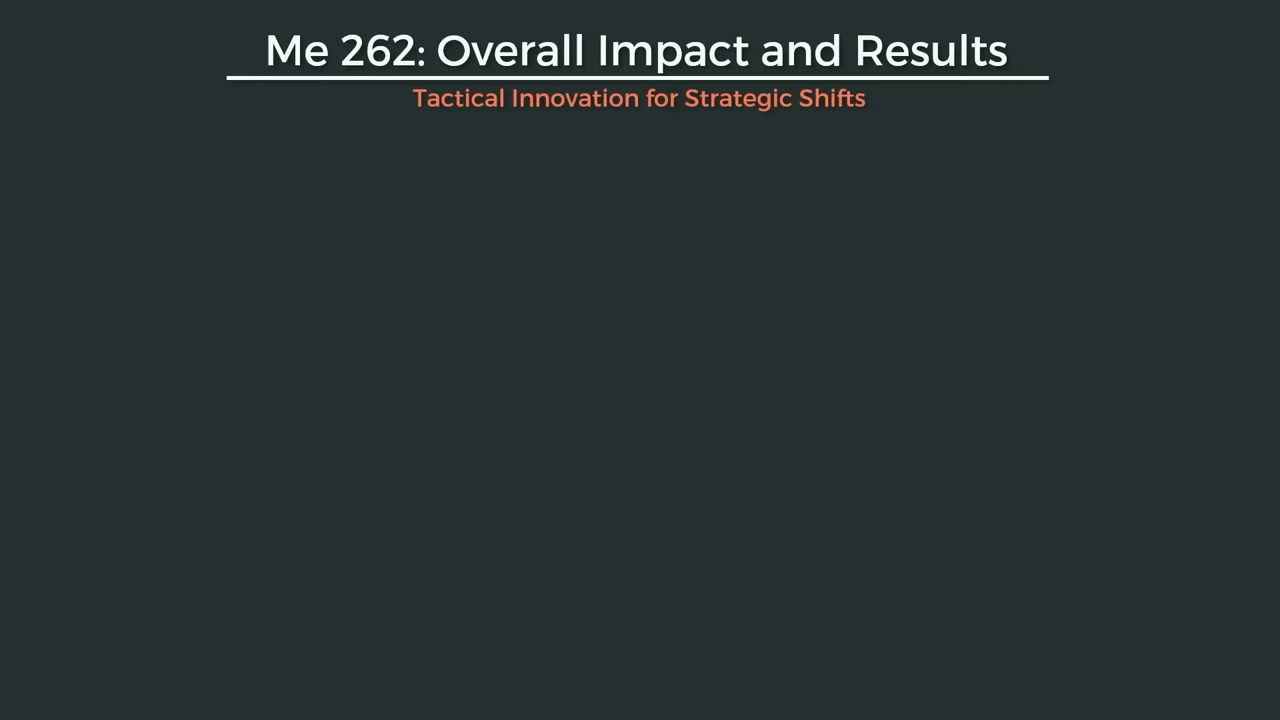 Me 262: Overall Impact and Results
Tactical Innovation for Strategic Shifts